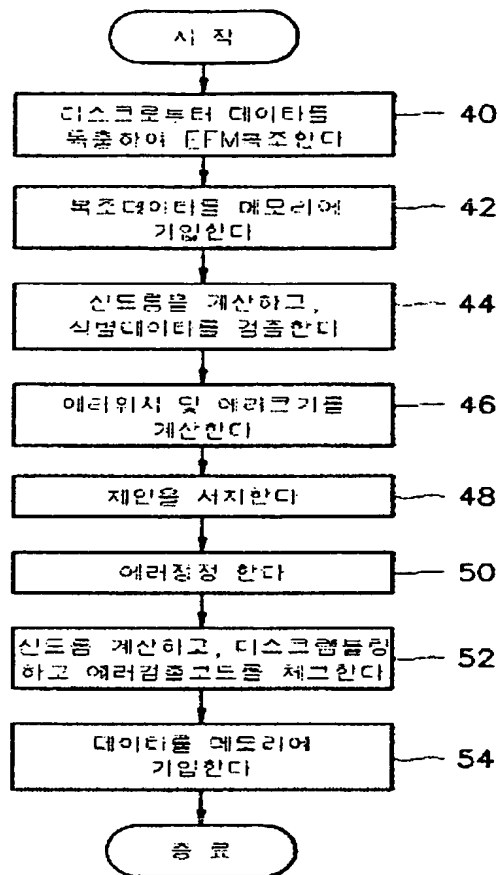 시 작
디스크로부터 데이타를
독출하여 EFM복조한다
40
복조데이타를 메모리에
기입한다
42
신드롬을 계산하고,
식별데이타를 검출한다
44
에러위치 및 에러크기를
계산한다
46
체인을 서치한다
48
에러정정 한다
50
신드롬 계산하고, 디스크램블링
하고 에러검출코드를 체크한다
52
데이타를 메모리에
기입한다
54
종 료